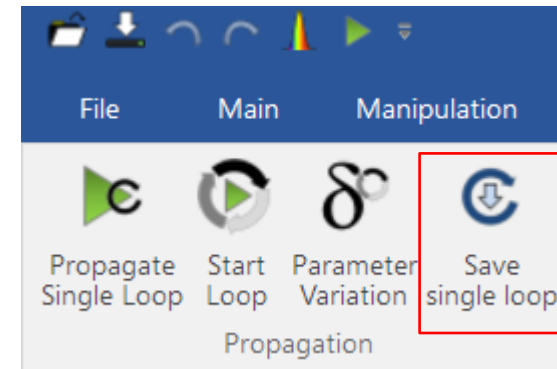 File Main Manipulation
Propagate Start Parameter Save
Single Loop Loop Variation single loop
Propagation